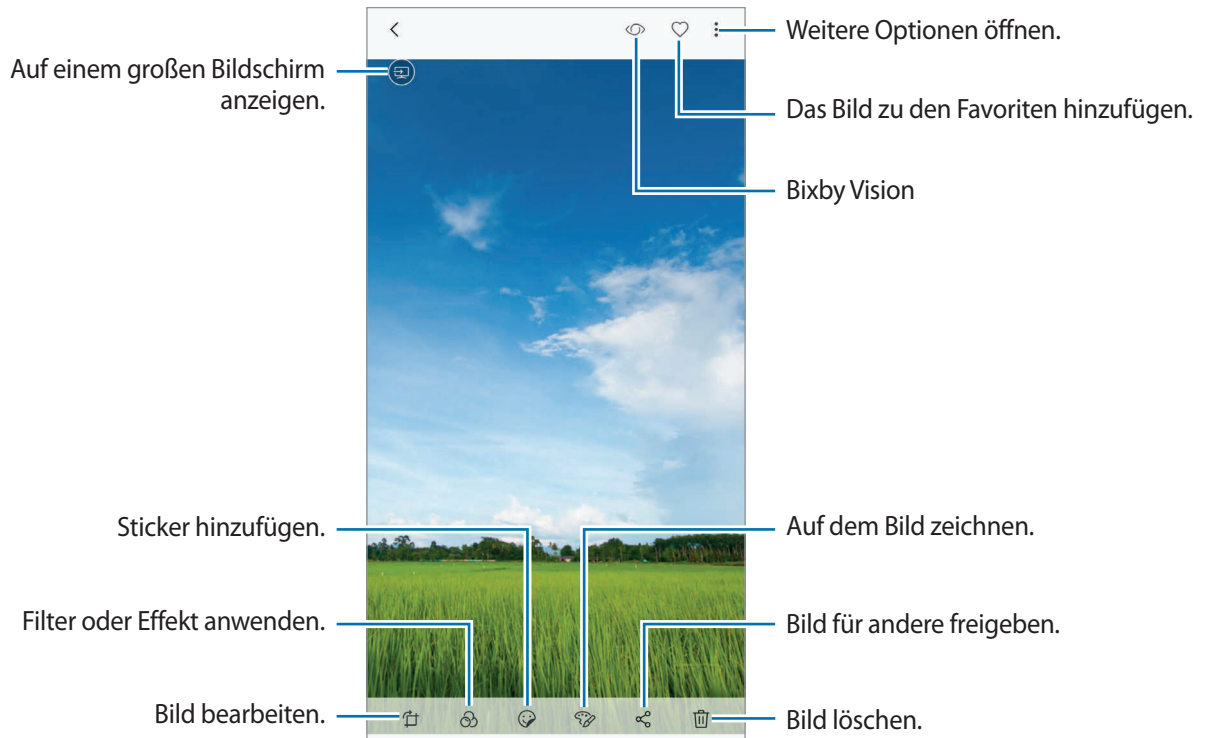 Weitere Optionen öffnen.
Auf einem großen Bildschirm
anzeigen.
Das Bild zu den Favoriten hinzufügen.
Bixby Vision
Sticker hinzufügen.
Auf dem Bild zeichnen.
Filter oder Effekt anwenden.
Bild für andere freigeben.
Bild bearbeiten.
Bild löschen.